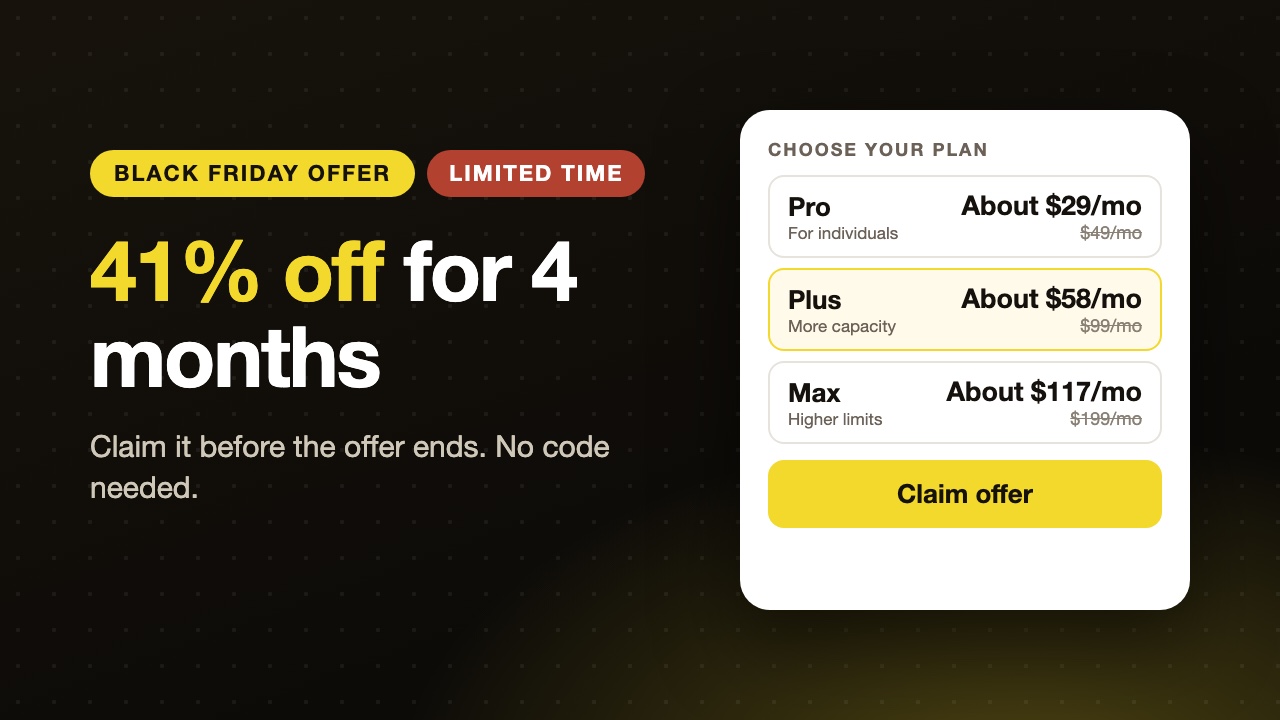 BLACK FRIDAY OFFER
LIMITED TIME
41% off for 4
months
Claim it before the offer ends. No code
needed.
CHOOSE YOUR PLAN
Pro
About $29/mo
For individuals
$49/mo
Plus
About $58/mo
More capacity
$99/mo
Max
About $117/mo
Higher limits
$199/mo
Claim offer